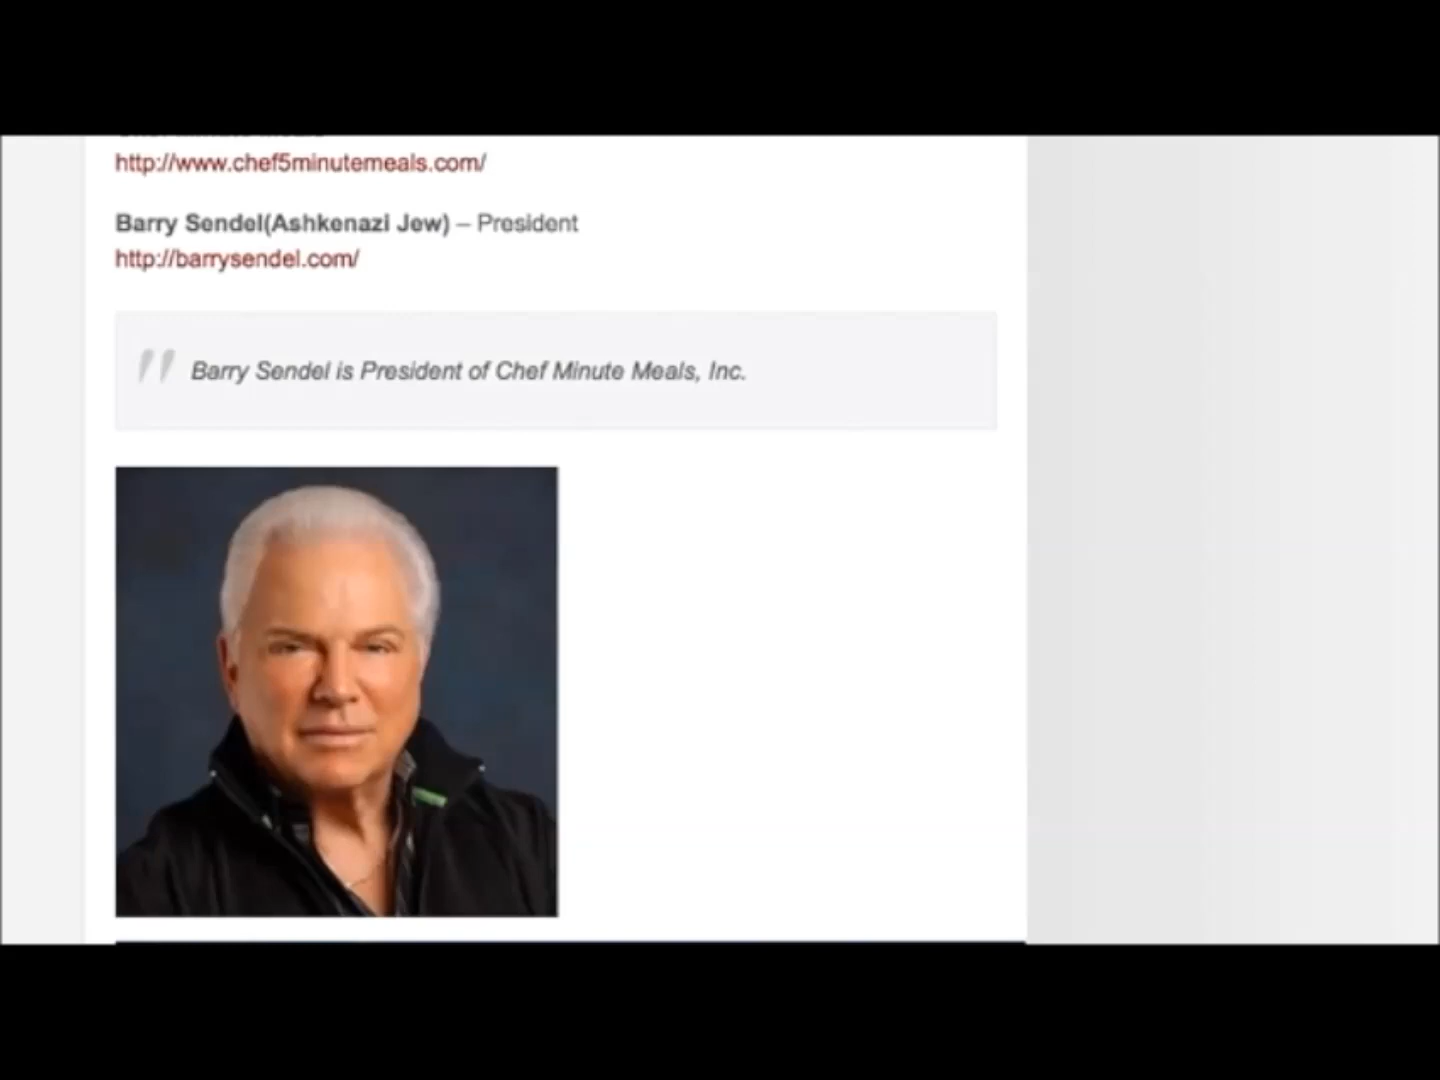 http://www.chef5minutemeals.com/
Barry Sendel(Ashkenazi Jew) – President
http://barrysendel.com/
" Barry Sendel is President of Chef Minute Meals, Inc.